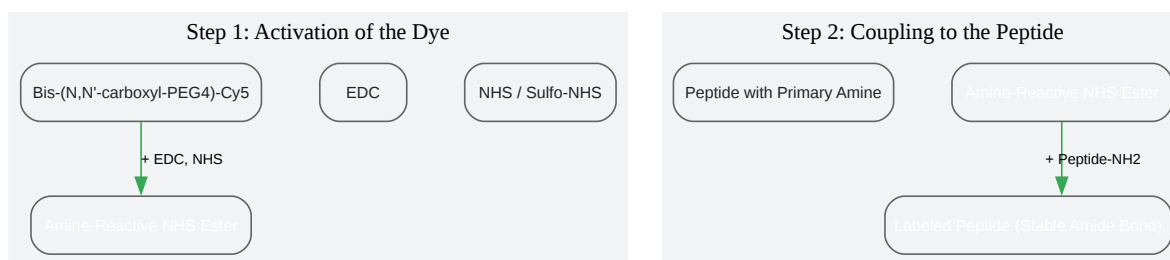 Step 1: Activation of the Dye
Bis-(N,N'-carboxyl-PEG4)-Cy5
EDC
NHS / Sulfo-NHS
+ EDC, NHS
Amine-Reactive NHS Ester
Step 2: Coupling to the Peptide
Peptide with Primary Amine
Amine-Reactive NHS Ester
+ Peptide-NH2
Labeled Peptide (Stable Amide Bond)